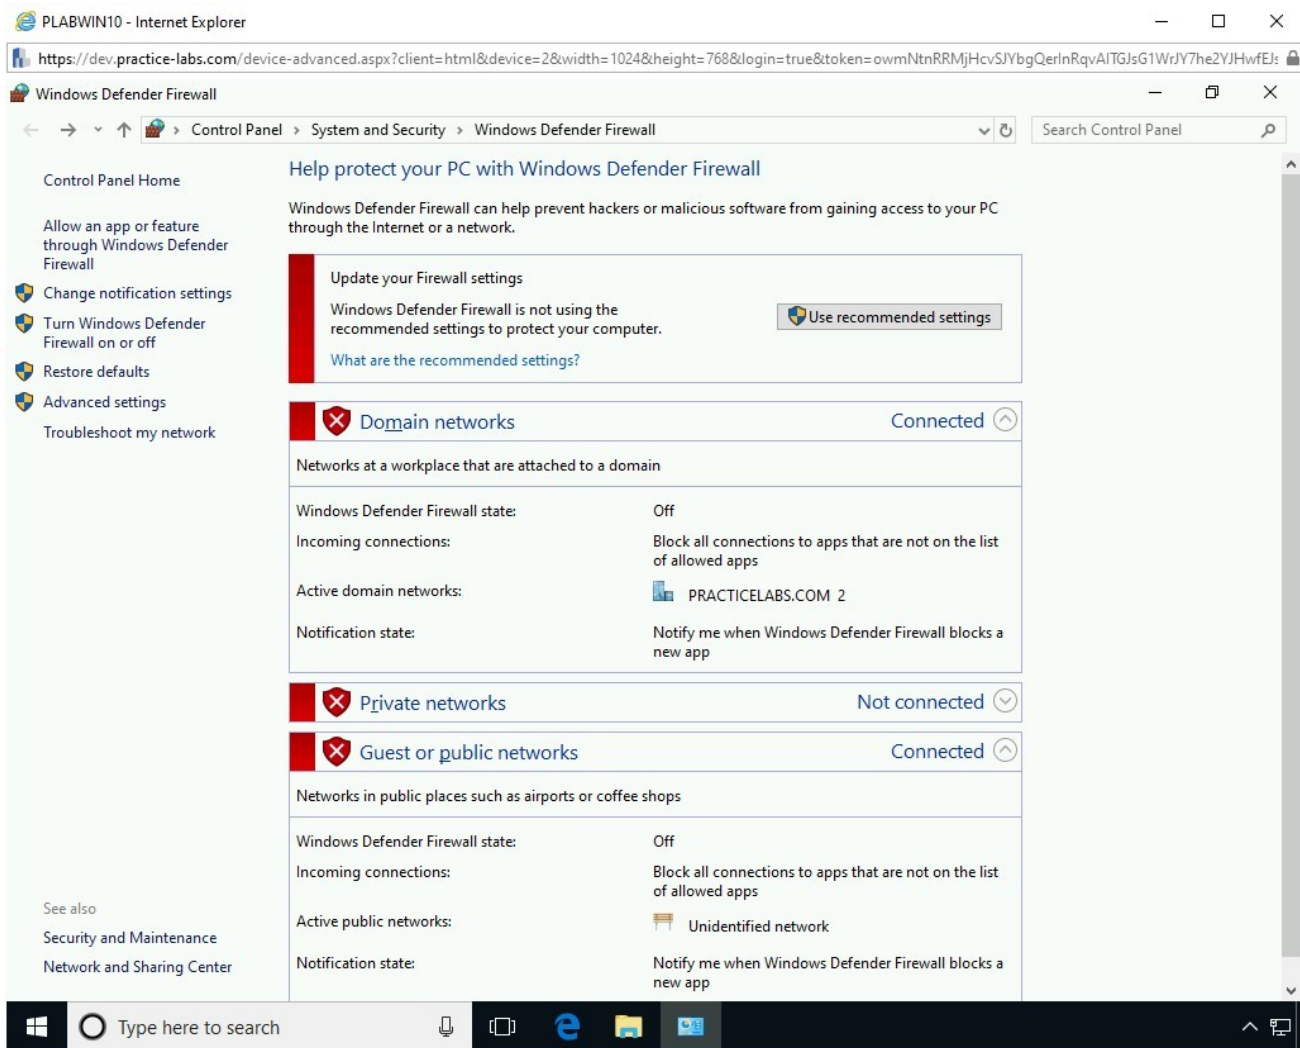 PLABWIN10 - Internet Explorer
https://dev.practice-labs.com/device-advanced.aspx?client=html&device=2&width=1024&height=768&login=true&token=owmNtnRRMjHcvSJYbgQerlnRqvAITGJsG1WrJY7he2YJHwfEJ
Windows Defender Firewall
Control Panel > System and Security > Windows Defender Firewall
Search Control Panel
Control Panel Home
Allow an app or feature
through Windows Defender
Firewall
Change notification settings
Turn Windows Defender
Firewall on or off
Restore defaults
Advanced settings
Troubleshoot my network
Help protect your PC with Windows Defender Firewall
Windows Defender Firewall can help prevent hackers or malicious software from gaining access to your PC
through the Internet or a network.
Update your Firewall settings
Windows Defender Firewall is not using the
recommended settings to protect your computer.
Use recommended settings
What are the recommended settings?
Domain networks
Connected
Networks at a workplace that are attached to a domain
Windows Defender Firewall state:
Off
Incoming connections:
Block all connections to apps that are not on the list
of allowed apps
Active domain networks:
PRACTICELABS.COM 2
Notification state:
Notify me when Windows Defender Firewall blocks a
new app
Private networks
Not connected
Guest or public networks
Connected
Networks in public places such as airports or coffee shops
Windows Defender Firewall state:
Off
Incoming connections:
Block all connections to apps that are not on the list
of allowed apps
Active public networks:
Unidentified network
Notification state:
Notify me when Windows Defender Firewall blocks a
new app
See also
Security and Maintenance
Network and Sharing Center
Type here to search